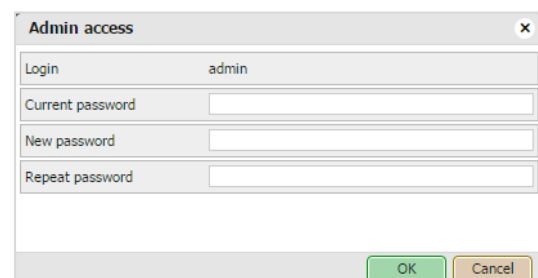 Admin access
Login admin
Current password
New password
Repeat password
OK Cancel